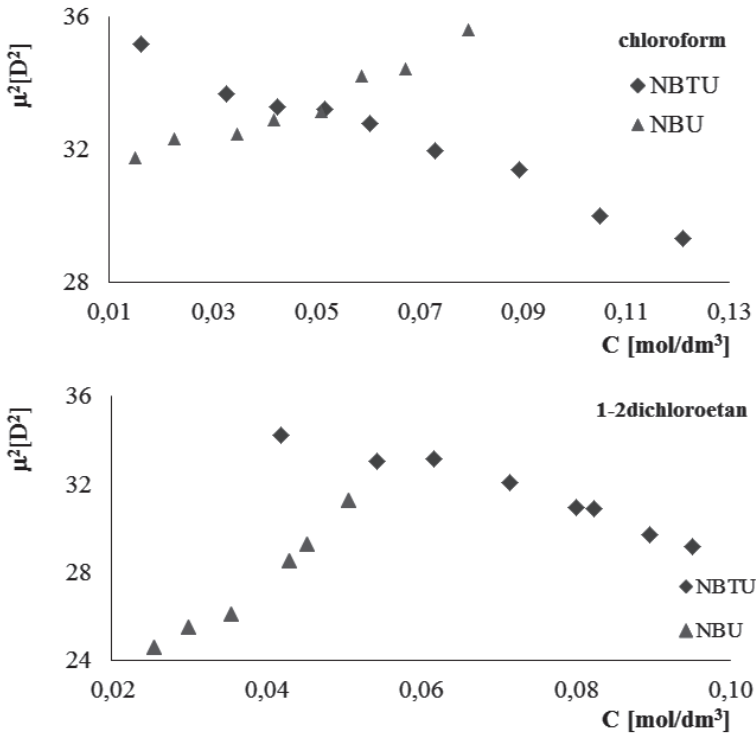 36
μ²[D²]
chloroform
◆ NBTU
▲ NBU
32
28
0,01 0,03 0,05 0,07 0,09 0,11 0,13
C [mol/dm³]
36
μ²[D²]
1-2dichloroetan
32
28
◆ NBTU
▲ NBU
24
0,02 0,04 0,06 0,08 0,10
C [mol/dm³]